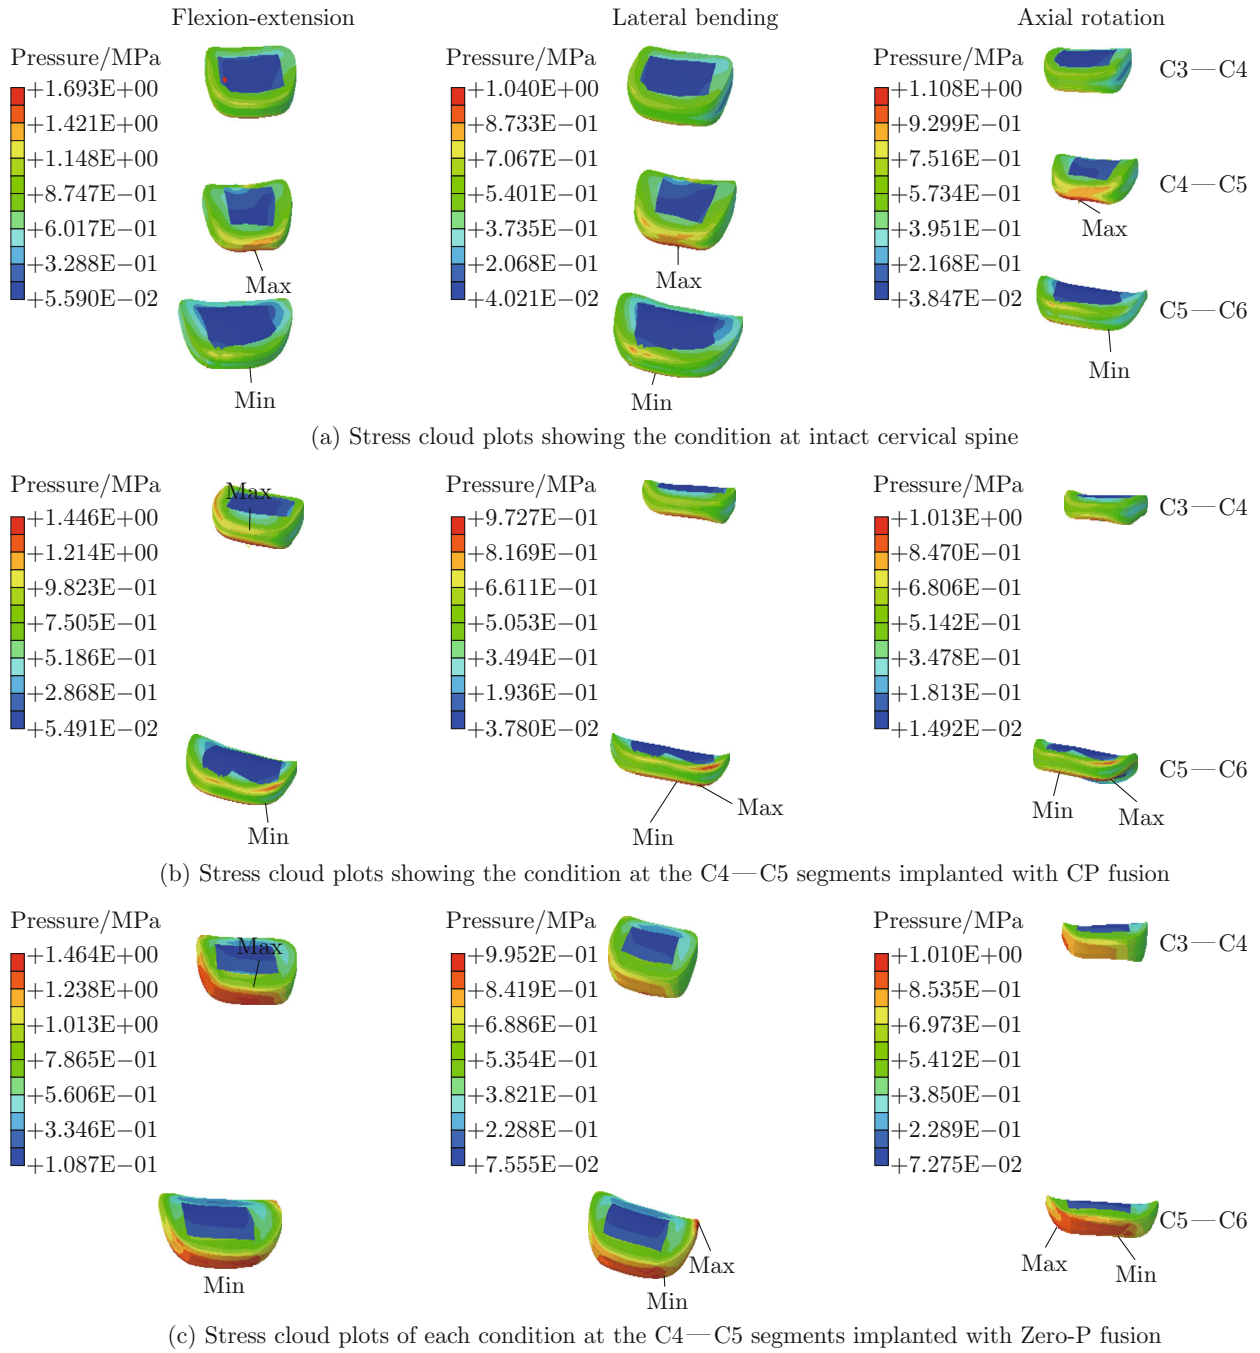 Flexion-extension Lateral bending Axial rotation
Pressure/MPa Pressure/MPa Pressure/MPa
+1.693E+00 +1.040E+00 +1.108E+00 C3—C4
+1.421E+00 +8.733E−01 +9.299E−01
+1.148E+00 +7.067E−01 +7.516E−01
+8.747E−01 +5.401E−01 +5.734E−01 C4—C5
+6.017E−01 +3.735E−01 +3.951E−01 Max
+3.288E−01 +2.068E−01 +2.168E−01
Max Max
+5.590E−02 +4.021E−02 +3.847E−02 C5—C6
Min Min Min
(a) Stress cloud plots showing the condition at intact cervical spine
Pressure/MPa Max Pressure/MPa Pressure/MPa
+1.446E+00 +9.727E−01 +1.013E+00 C3—C4
+1.214E+00 +8.169E−01 +8.470E−01
+9.823E−01 +6.611E−01 +6.806E−01
+7.505E−01 +5.053E−01 +5.142E−01
+5.186E−01 +3.494E−01 +3.478E−01
+2.868E−01 +1.936E−01 +1.813E−01
+5.491E−02 +3.780E−02 +1.492E−02
C5—C6
Min Min Max Min Max
(b) Stress cloud plots showing the condition at the C4—C5 segments implanted with CP fusion
Pressure/MPa Pressure/MPa Pressure/MPa
Max C3—C4
+1.464E+00 +9.952E−01 +1.010E+00
+1.238E+00 +8.419E−01 +8.535E−01
+1.013E+00 +6.886E−01 +6.973E−01
+7.865E−01 +5.354E−01 +5.412E−01
+5.606E−01 +3.821E−01 +3.850E−01
+3.346E−01 +2.288E−01 +2.289E−01
+1.087E−01 +7.555E−02 +7.275E−02
C5—C6
Min Min Max Max Min
(c) Stress cloud plots of each condition at the C4—C5 segments implanted with Zero-P fusion